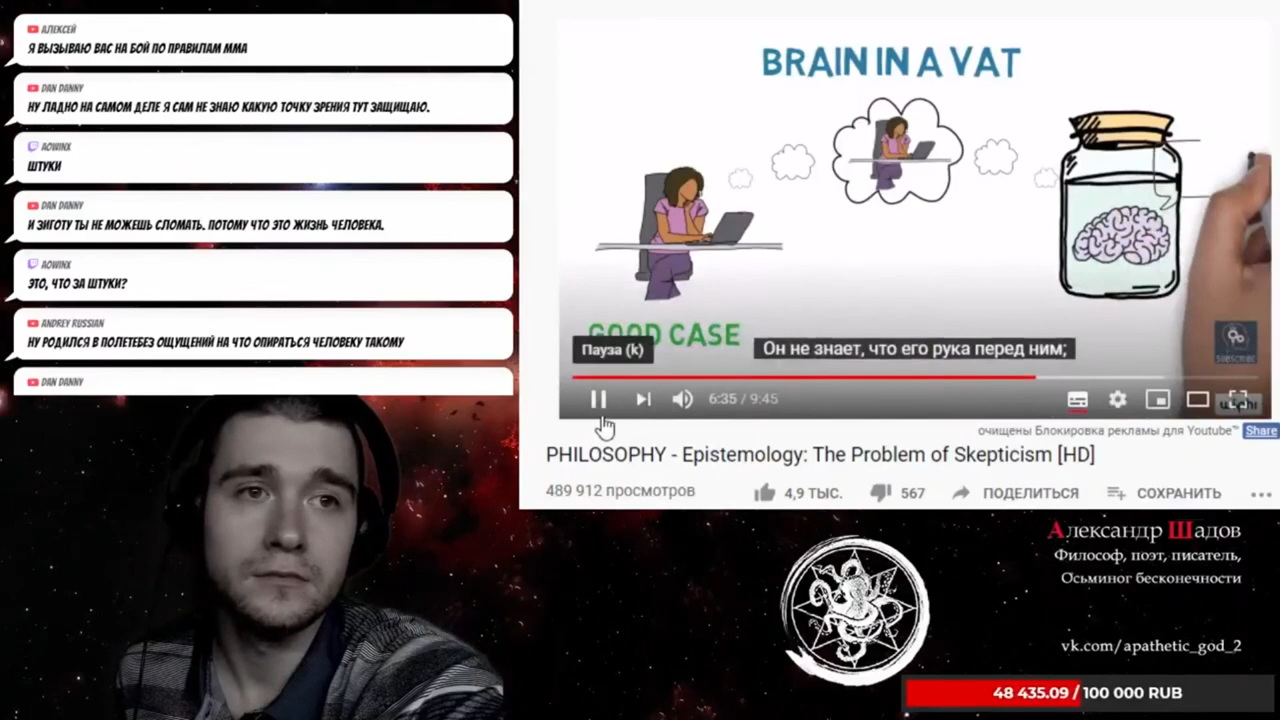 АЛЕКСЕЙ
Я ВЫЗЫВАЮ ВАС НА БОЙ ПО ПРАВИЛАМ ММА
DAN DANNY
НУ ЛАДНО НА САМОМ ДЕЛЕ Я САМ НЕ ЗНАЮ КАКУЮ ТОЧКУ ЗРЕНИЯ ТУТ ЗАЩИЩАЮ.
AOWINX
ШТУКИ
DAN DANNY
И ЗИГОТУ ТЫ НЕ МОЖЕШЬ СЛОМАТЬ. ПОТОМУ ЧТО ЭТО ЖИЗНЬ ЧЕЛОВЕКА.
AOWINX
ЭТО, ЧТО ЗА ШТУКИ?
ANDREY RUSSIAN
НУ РОДИЛСЯ В ПОЛЕТЕБЕЗ ОЩУЩЕНИЙ НА ЧТО ОПИРАТЬСЯ ЧЕЛОВЕКУ ТАКОМУ
DAN DANNY
BRAIN IN A VAT
GOOD CASE
Пауза (k)
Он не знает, что его рука перед ним;
SUBSCRIBE
6:35 / 9:45
очищены Блокировка рекламы для Youtube™ Share
PHILOSOPHY - Epistemology: The Problem of Skepticism [HD]
489 912 просмотров
4,9 ТЫС. 567 ПОДЕЛИТЬСЯ СОХРАНИТЬ
Александр Шадов
Философ, поэт, писатель,
Осьминог бесконечности
vk.com/apathetic_god_2
48 435.09 / 100 000 RUB